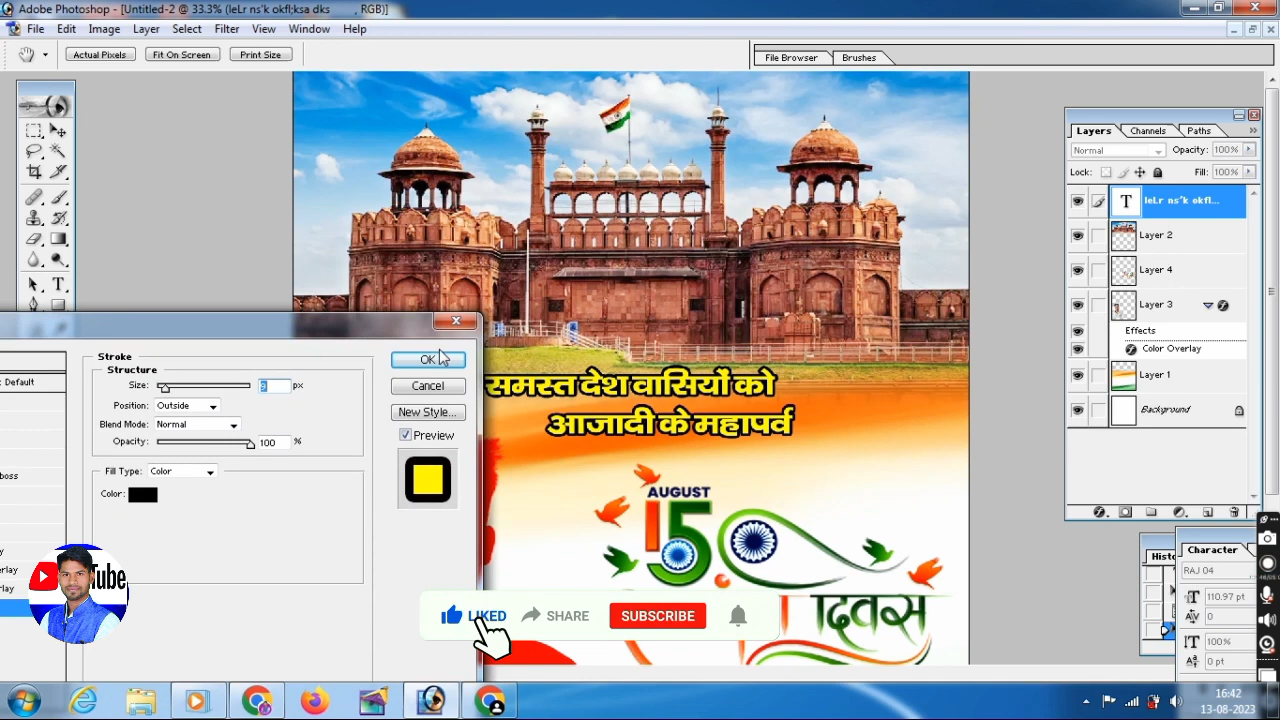 Adobe Photoshop - [Untitled-2 @ 33.3% (leLr ns'k okfl;ksa dks , RGB)]
File Edit Image Layer Select Filter View Window Help
Actual Pixels Fit On Screen Print Size File Browser Brushes
Layers Channels Paths
Normal Opacity: 100%
Lock: Fill: 100%
T leLr ns'k okfl...
Layer 2
Layer 4
Layer 3
Effects
Color Overlay
Layer 1
Background
Stroke
Structure
Size: px
Position: Outside
Blend Mode: Normal
Opacity: 100 %
Fill Type: Color
Color:
OK
Cancel
New Style...
Preview
: Default
समस्त देश वासियों को
आजादी के महापर्व
AUGUST
15
दिवस
Tube
LIKED SHARE SUBSCRIBE
Character
RAJ 04
110.97 pt
0
100%
0 pt
16:42
13-08-2023